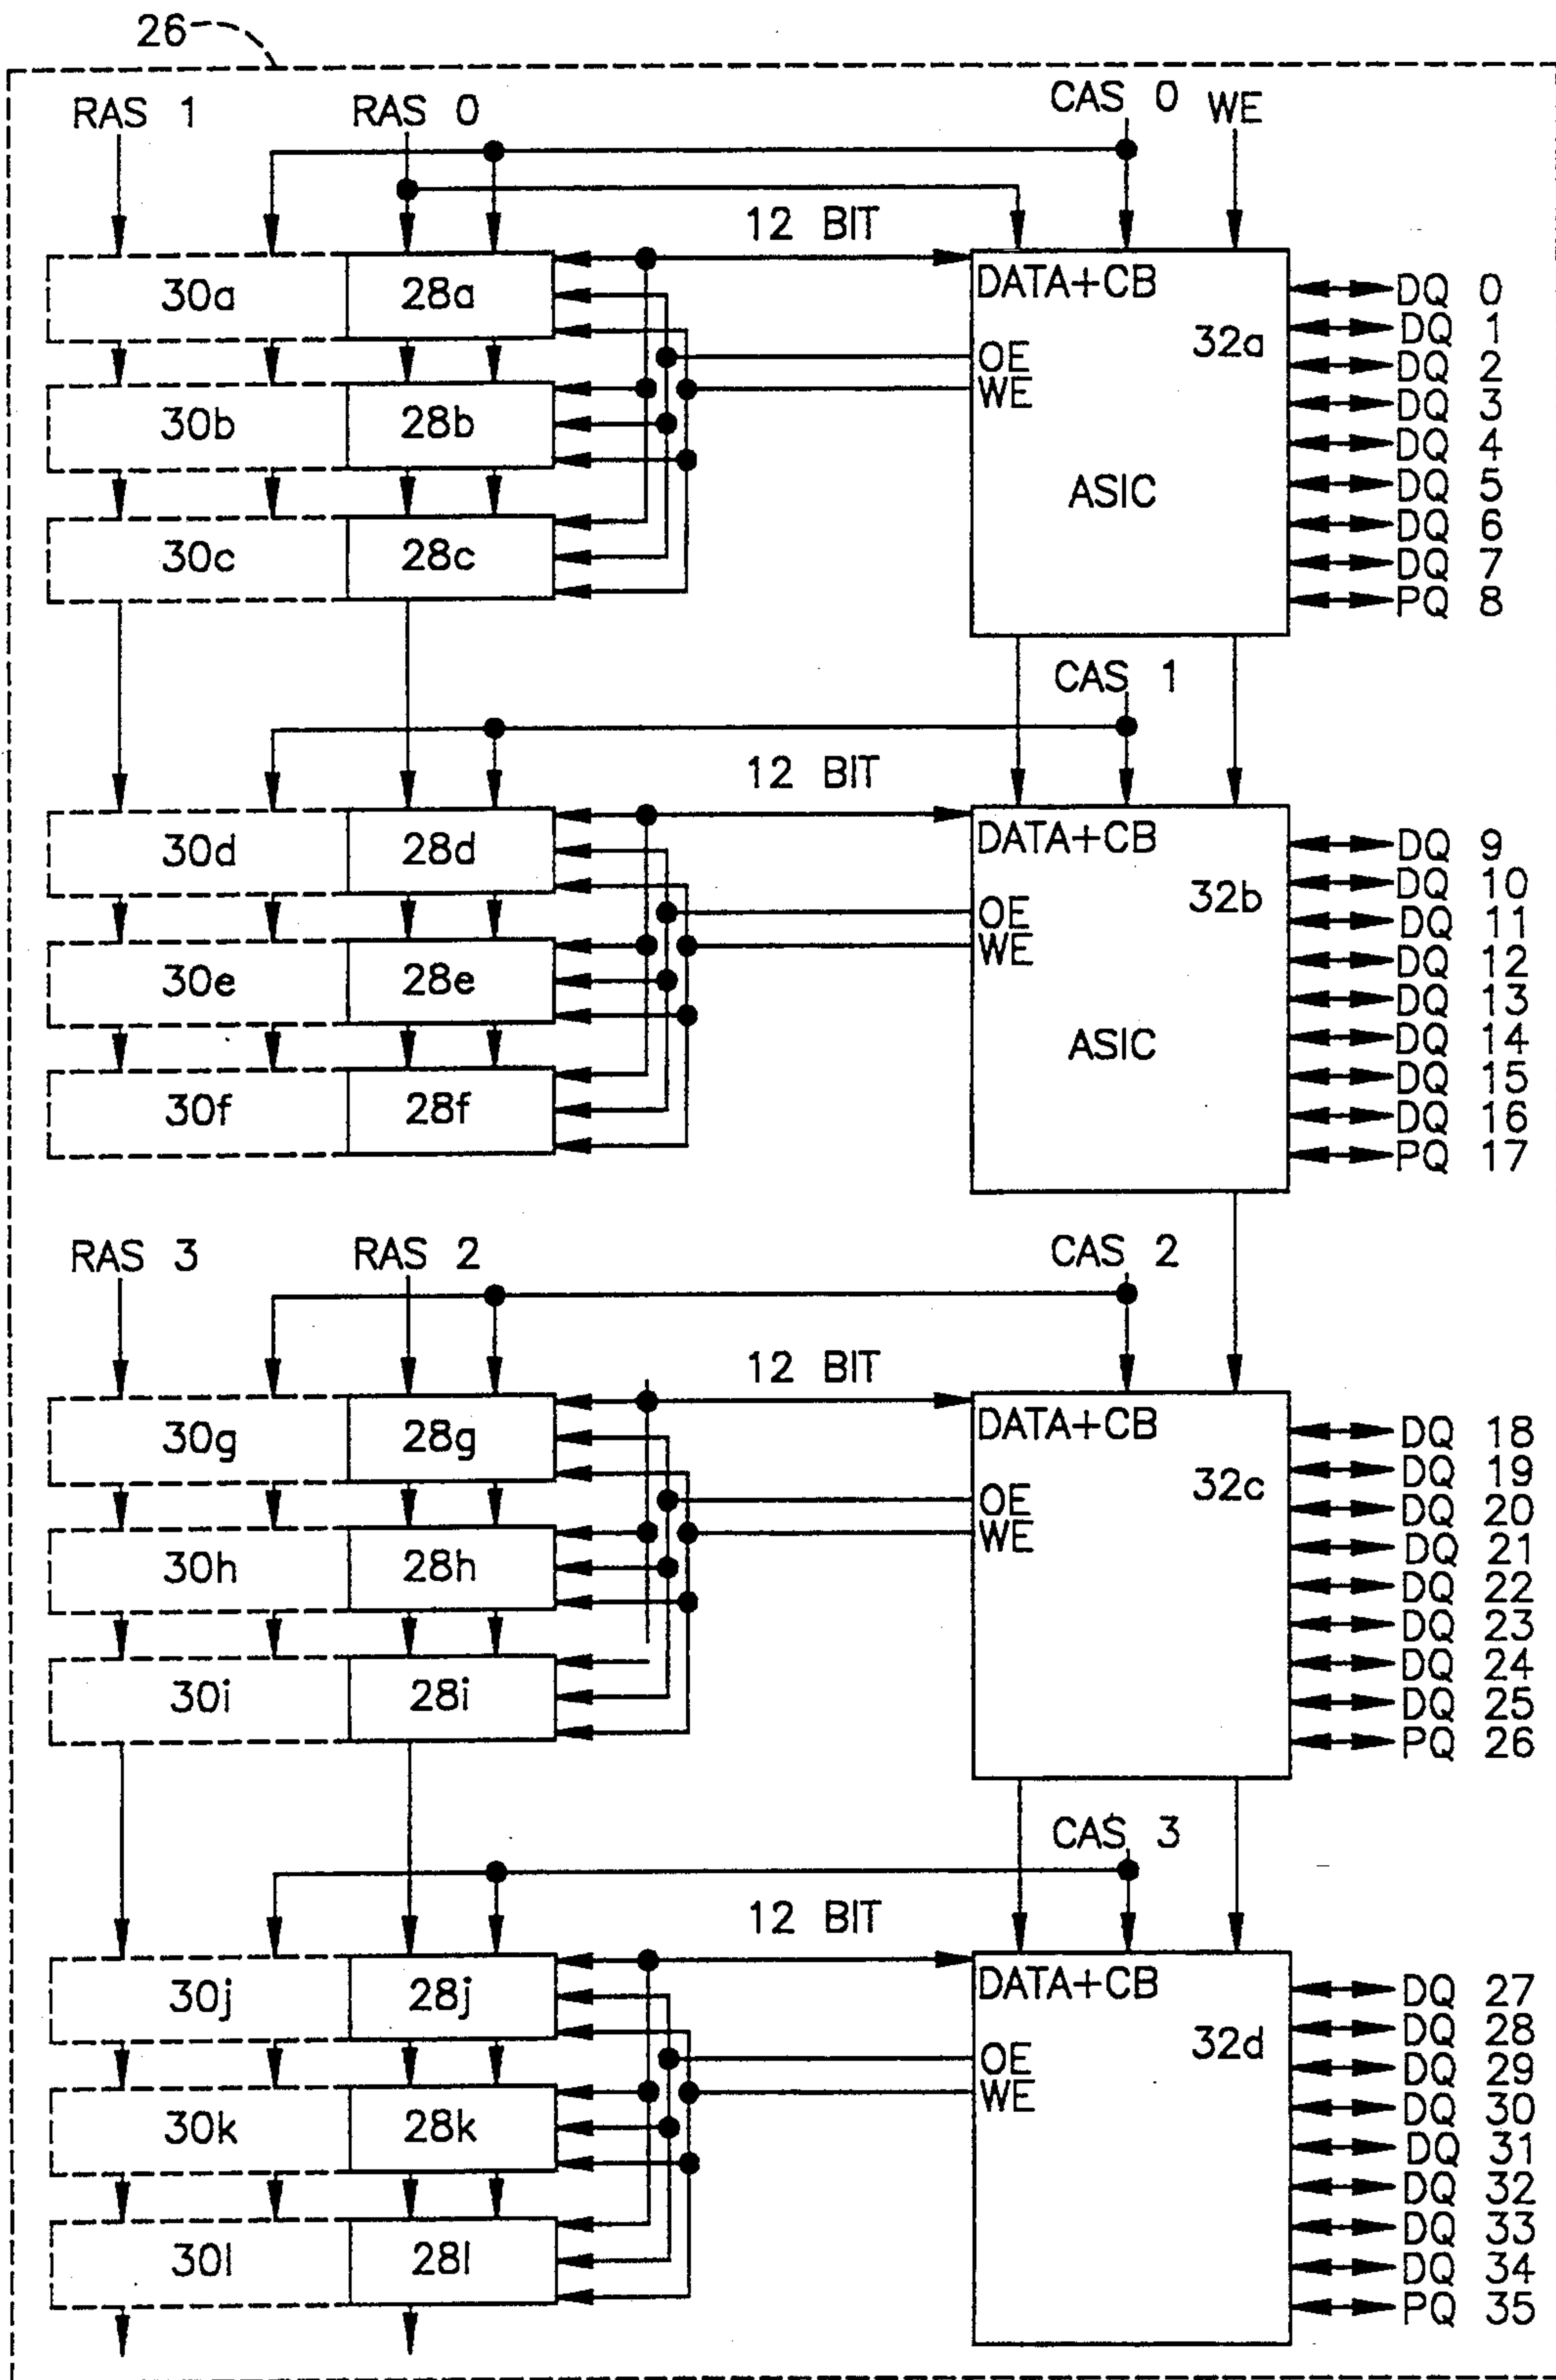 26
RAS 1 RAS 0 CAS 0 WE
12 BIT
30a 28a DATA+CB DQ 0
32a DQ 1
OE DQ 2
WE DQ 3
30b 28b DQ 4
ASIC DQ 5
DQ 6
30c 28c DQ 7
PQ 8
CAS 1
12 BIT
30d 28d DATA+CB DQ 9
32b DQ 10
OE DQ 11
WE DQ 12
30e 28e DQ 13
ASIC DQ 14
DQ 15
30f 28f DQ 16
PQ 17
RAS 3 RAS 2 CAS 2
12 BIT
30g 28g DATA+CB DQ 18
32c DQ 19
OE DQ 20
WE DQ 21
30h 28h DQ 22
DQ 23
DQ 24
30i 28i DQ 25
PQ 26
CAS 3
12 BIT
30j 28j DATA+CB DQ 27
32d DQ 28
OE DQ 29
WE DQ 30
30k 28k DQ 31
DQ 32
DQ 33
30l 28l DQ 34
PQ 35